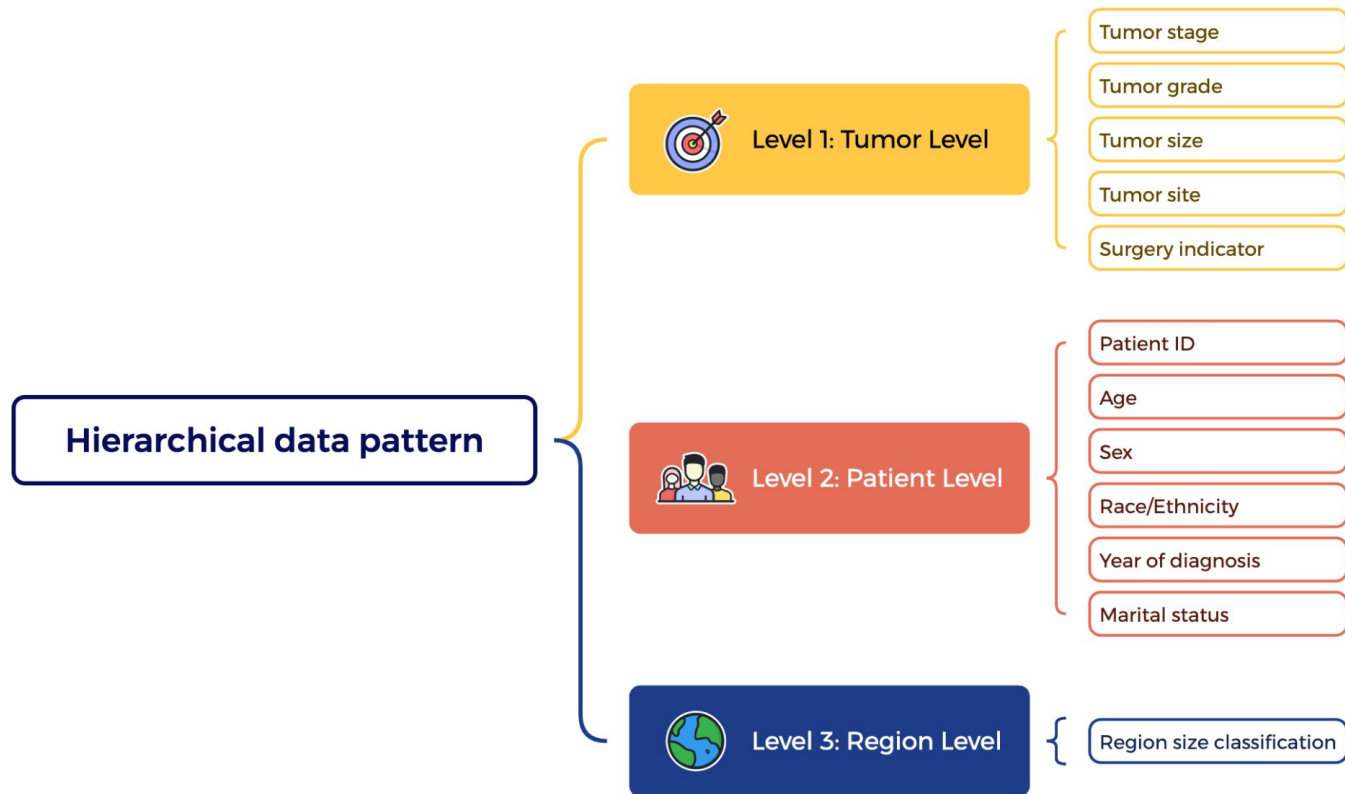 Hierarchical data pattern
Level 1: Tumor Level
Tumor stage
Tumor grade
Tumor size
Tumor site
Surgery indicator
Level 2: Patient Level
Patient ID
Age
Sex
Race/Ethnicity
Year of diagnosis
Marital status
Level 3: Region Level
Region size classification